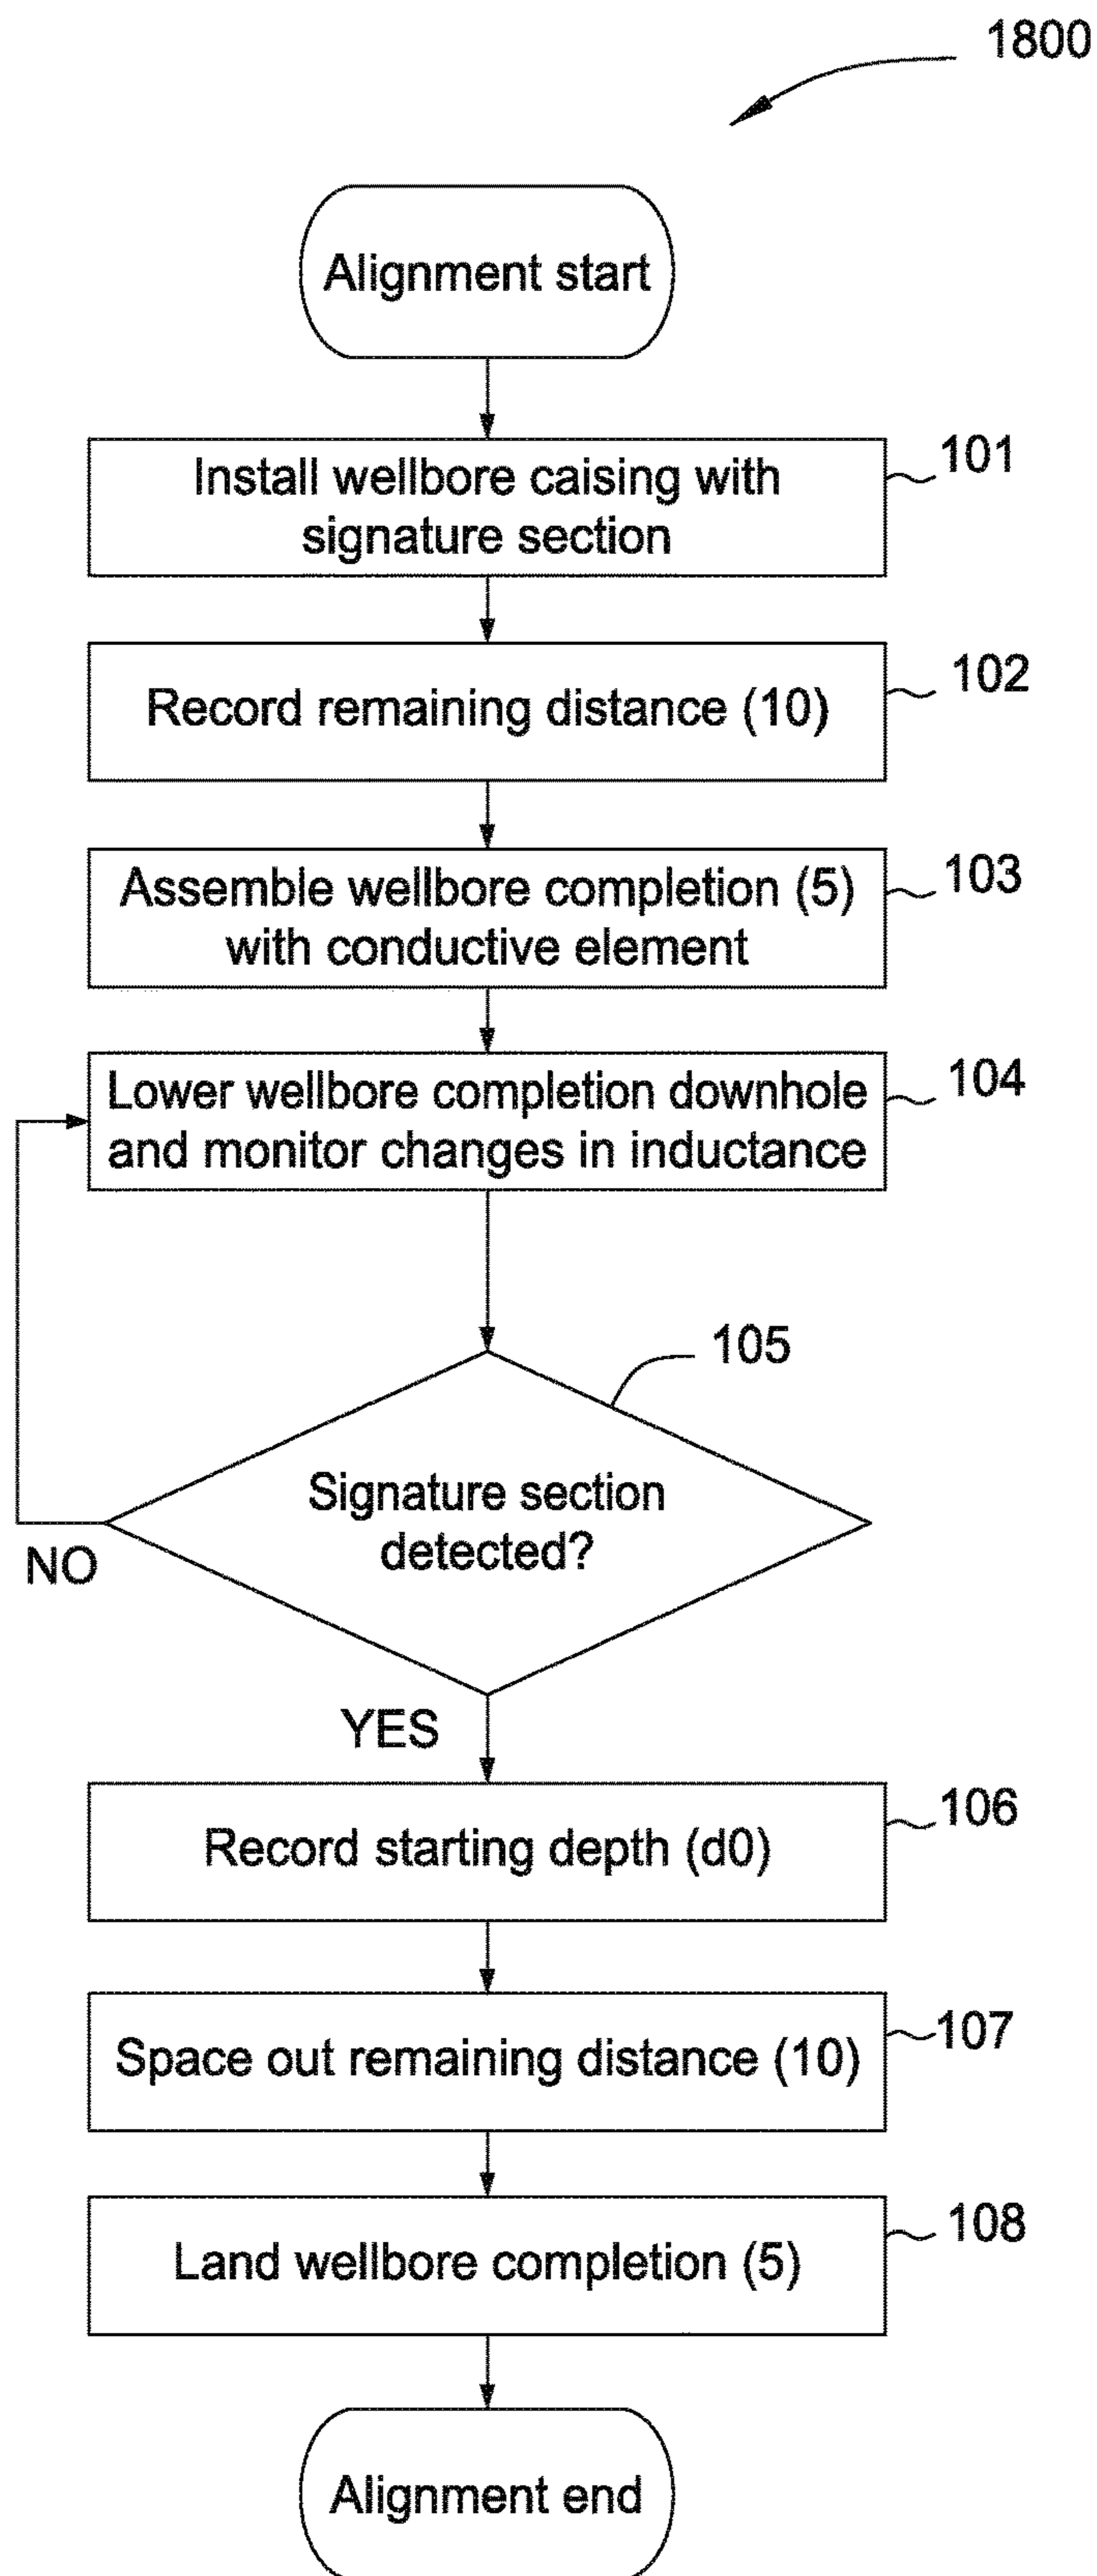 1800
Alignment start
Install wellbore caising with
signature section
101
Record remaining distance (10)
102
Assemble wellbore completion (5)
with conductive element
103
Lower wellbore completion downhole
and monitor changes in inductance
104
105
Signature section
detected?
NO
YES
Record starting depth (d0)
106
Space out remaining distance (10)
107
Land wellbore completion (5)
108
Alignment end